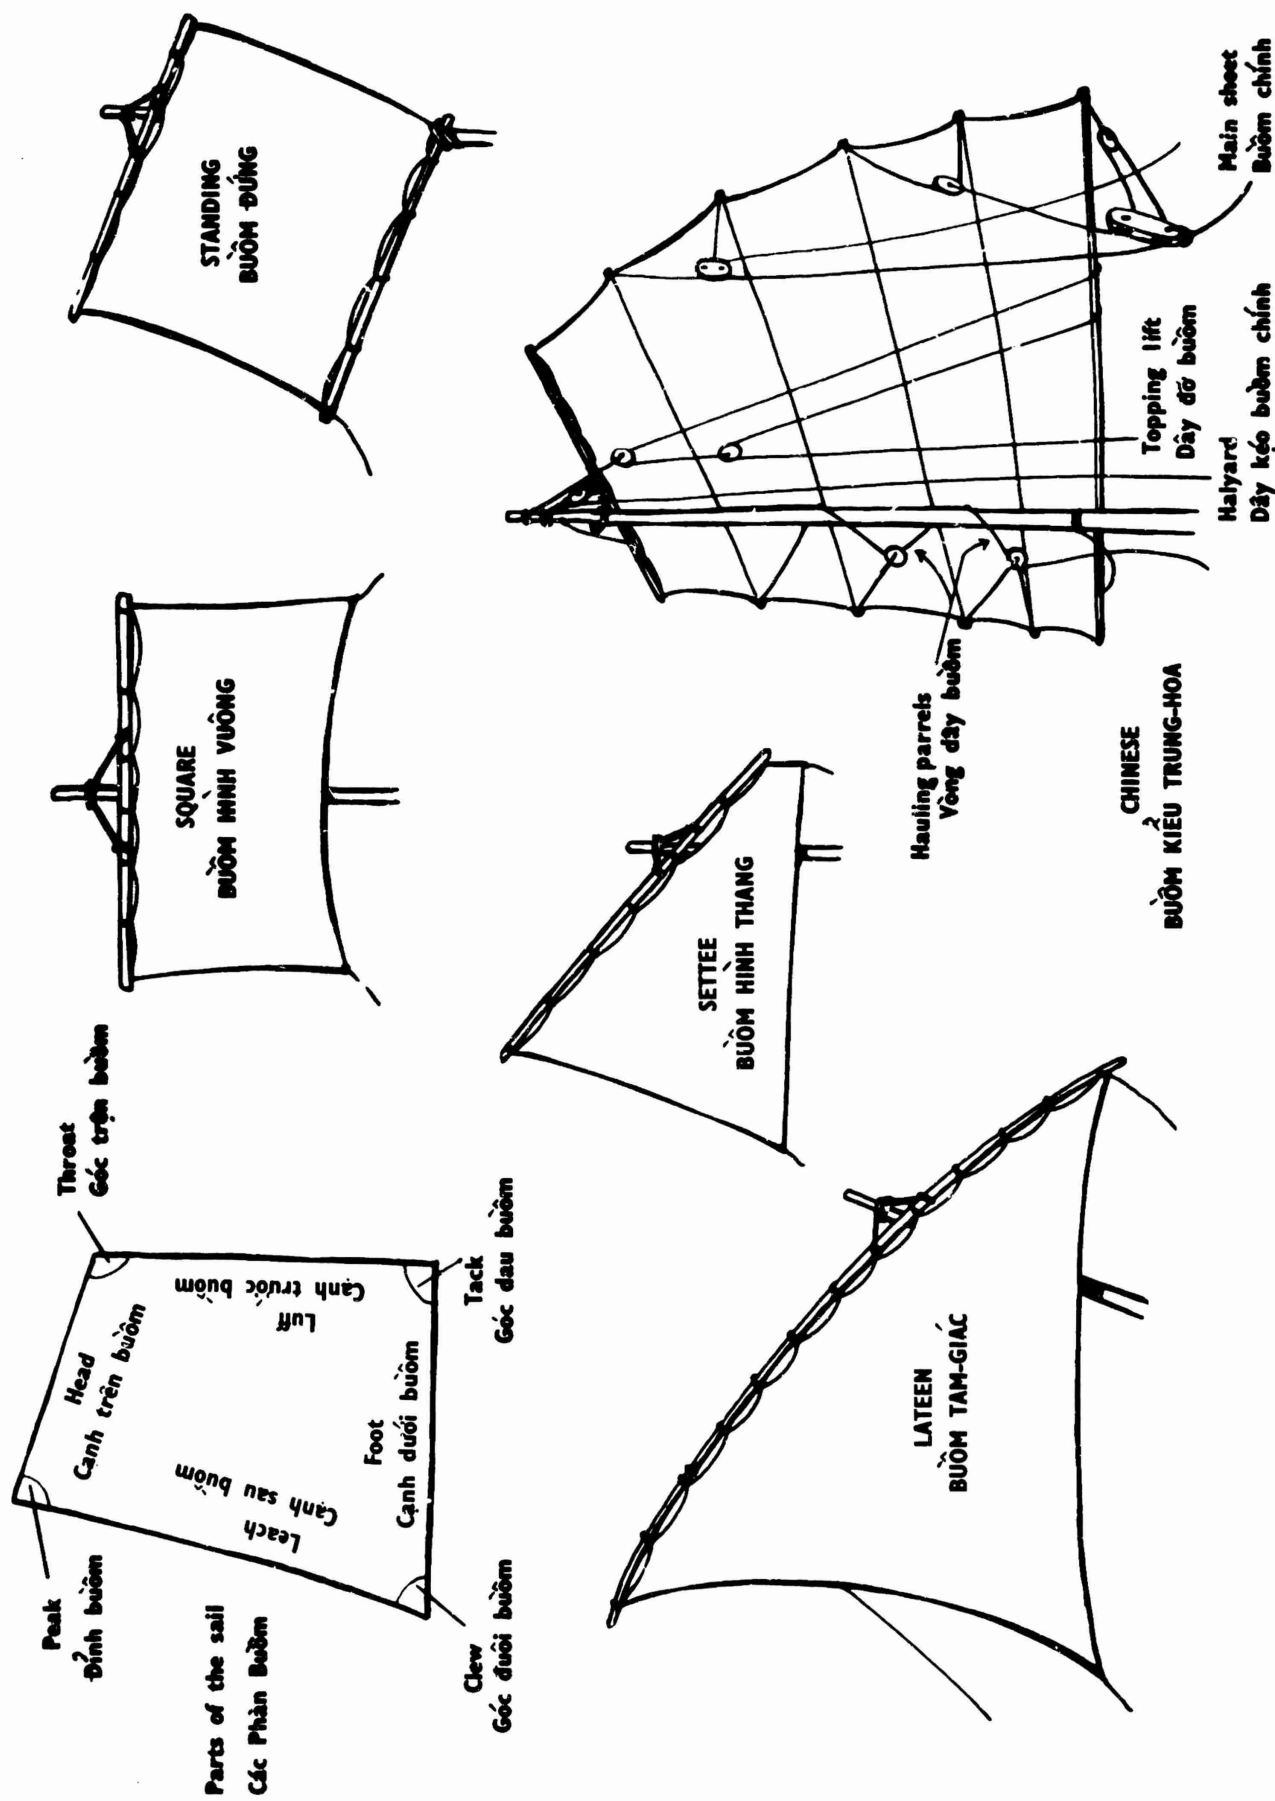 Peak
Đỉnh buồm
Head
Cạnh trên buồm
Throat
Góc trện buồm
Parts of the sail
Các Phần Buồm
Leach
Cạnh sau buồm
Luff
Cạnh trước buồm
Foot
Cạnh dưới buồm
Clew
Góc đuôi buồm
Tack
Góc dau buồm
SQUARE
BUỒM HÌNH VUÔNG
STANDING
BUỒM ĐỨNG
LATEEN
BUỒM TAM-GIÁC
SETTEE
BUỒM HÌNH THANG
Hauling parrels
Vòng dây buồm
CHINESE
BUỒM KIỂU TRUNG-HOA
Topping lift
Dây đỡ buồm
Halyard
Dây kéo buồm chính
Main sheet
Buồm chính